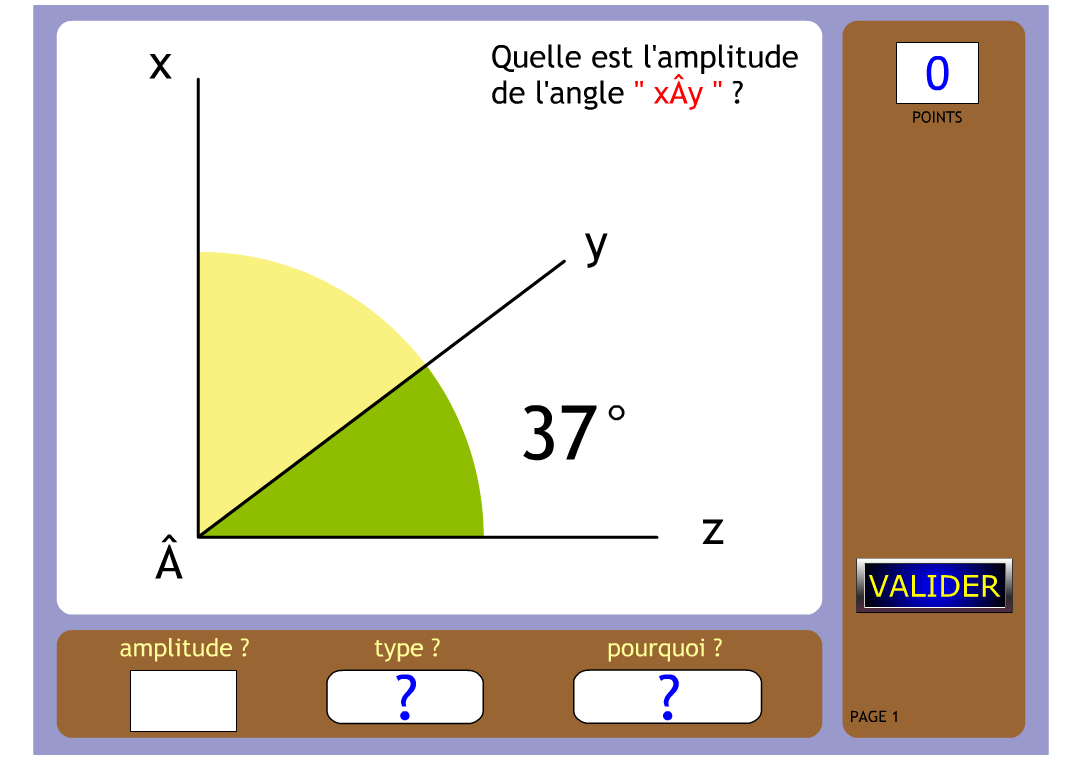 x
Quelle est l'amplitude
de l'angle " xÂy " ?
0
POINTS
y
37°
z
Â
VALIDER
amplitude ?
type ?
pourquoi ?
?
?
PAGE 1